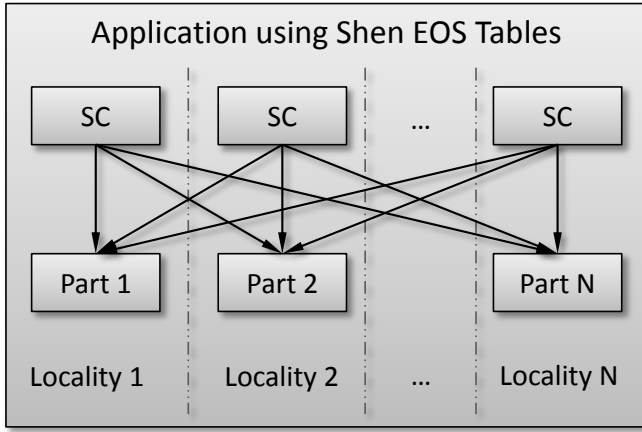 Application using Shen EOS Tables
SC SC ... SC
Part 1 Part 2 Part N
Locality 1 Locality 2 ... Locality N